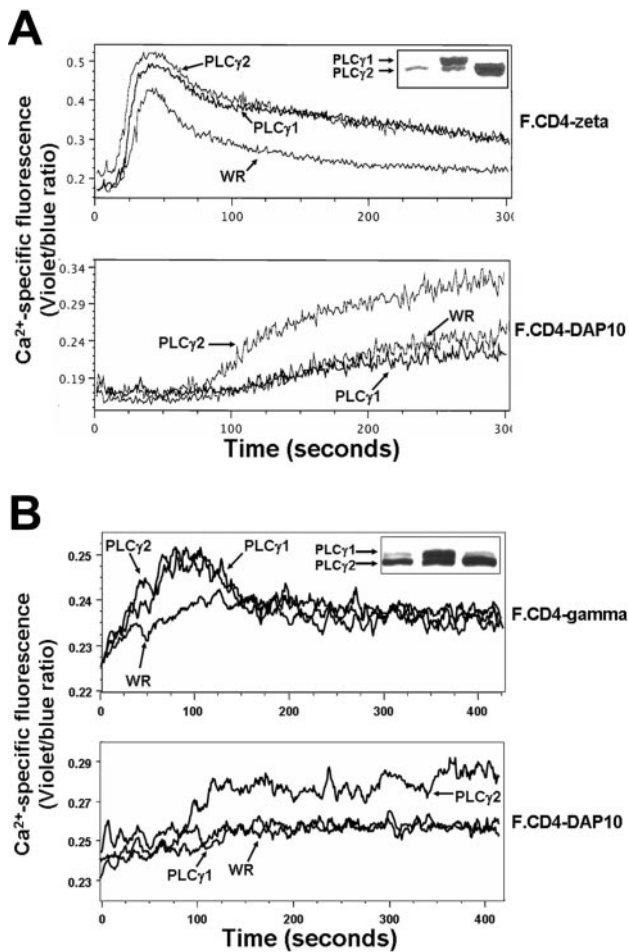 A
Ca²⁺-specific fluorescence
(Violet/blue ratio)
0.5
0.4
0.3
0.2
PLCγ2
PLCγ1
WR
PLCγ1
PLCγ2
F.CD4-zeta
0
100
200
300
0.34
0.29
0.24
0.19
PLCγ2
WR
PLCγ1
F.CD4-DAP10
0
100
200
300
Time (seconds)
B
Ca²⁺-specific fluorescence
(Violet/blue ratio)
0.25
0.24
0.23
0.22
PLCγ2
PLCγ1
WR
PLCγ1
PLCγ2
F.CD4-gamma
0
100
200
300
400
0.29
0.27
0.25
0.23
PLCγ2
PLCγ1
WR
F.CD4-DAP10
0
100
200
300
400
Time (seconds)